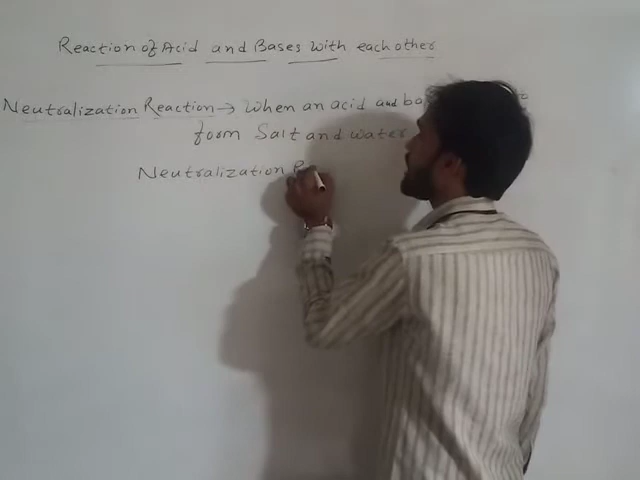 Reaction of Acid and Bases with each other
Neutralization Reaction → When an acid and ba
form Salt and water
Neutralization R